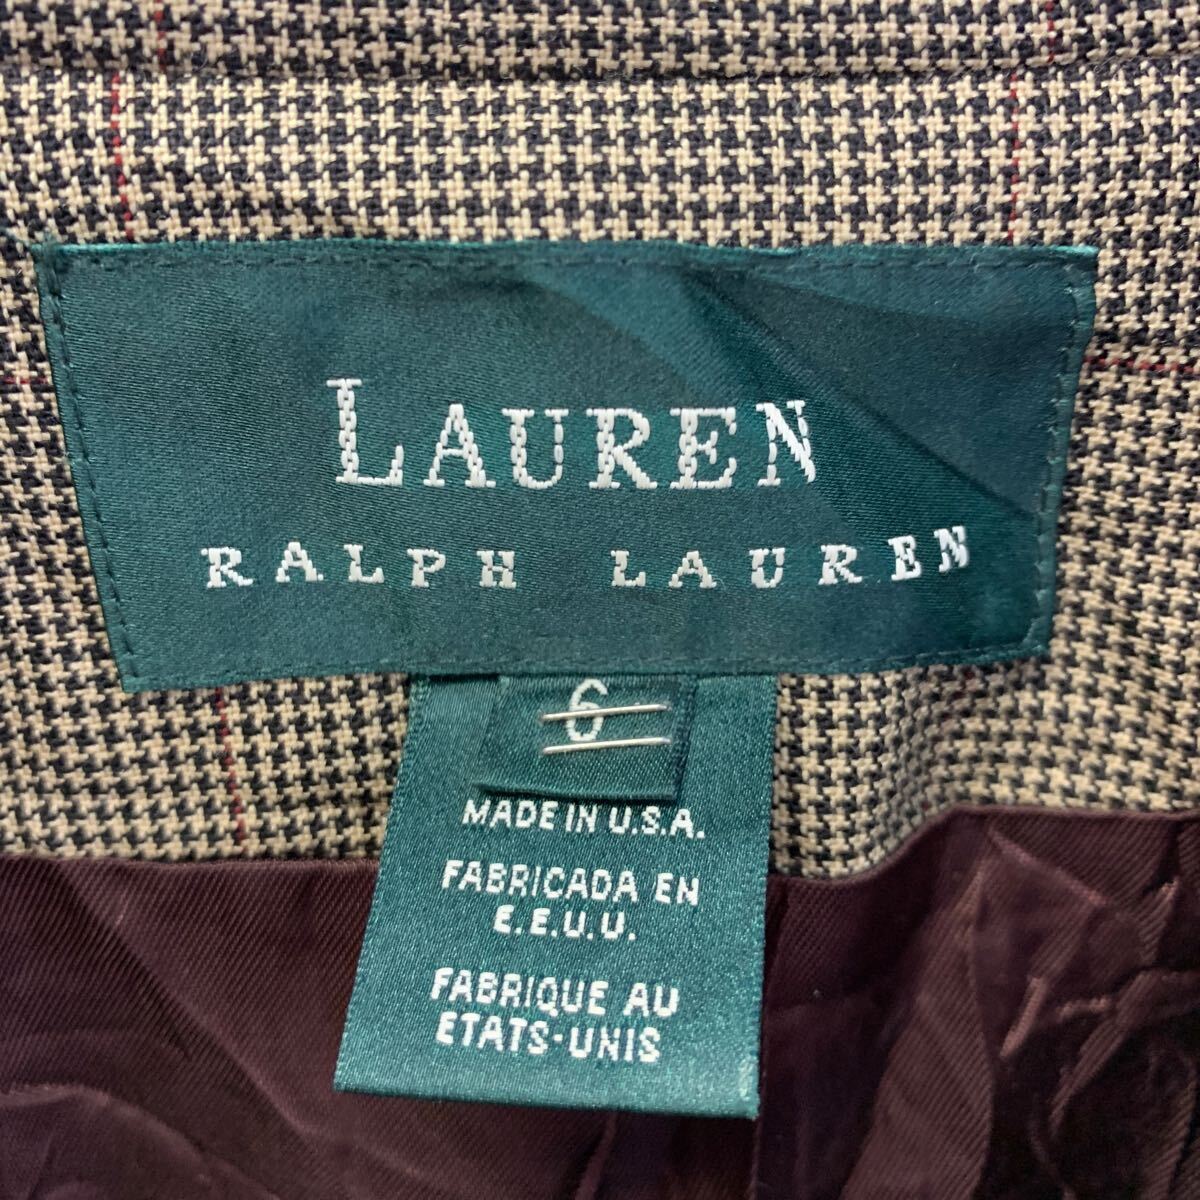 LAUREN
RALPH LAUREN
6
MADE IN U.S.A.
FABRICADA EN
E.E.U.U.
FABRIQUE AU
ETATS-UNIS